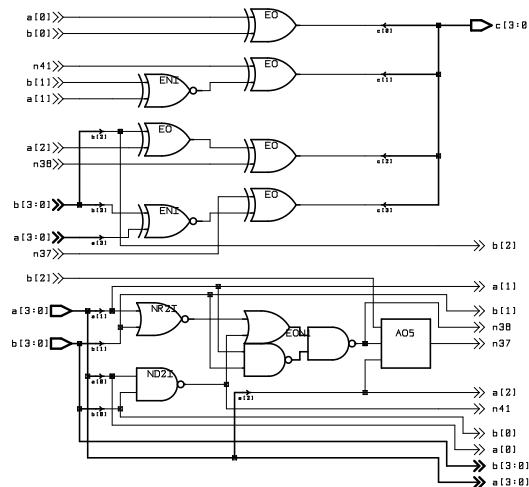 a[0]
b[0]
EO
c[0]
c[3:0
n41
b[1]
a[1]
ENI
EO
c[1]
b[2]
EO
a[2]
n38
EO
c[2]
b[3:0]
b[3]
ENI
EO
c[3]
a[3:0]
a[3]
n37
b[2]
b[2]
a[1]
a[3:0]
a[1]
NR2I
b[1]
EON1
n38
AO5
b[3:0]
b[1]
n37
ND2I
a[0]
a[2]
a[2]
b[0]
n41
b[0]
a[0]
b[3:0]
a[3:0]